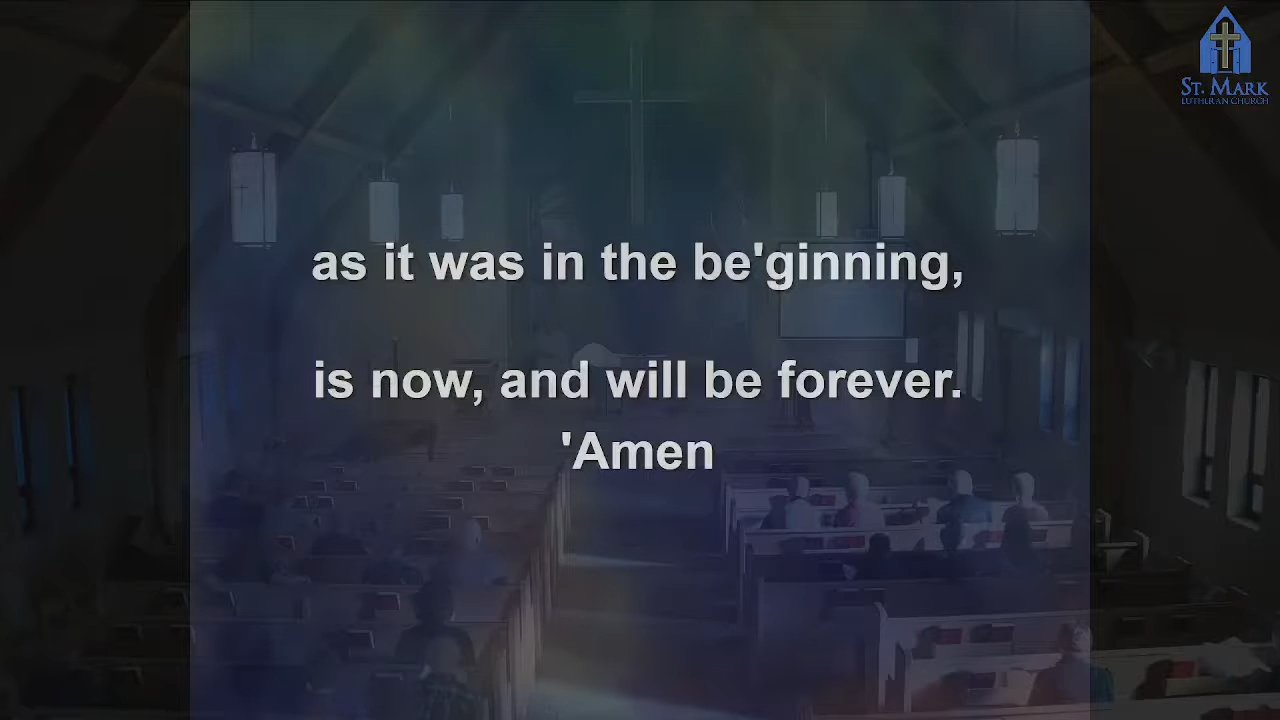 St. Mark
Lutheran Church
as it was in the be'ginning,
is now, and will be forever.
'Amen